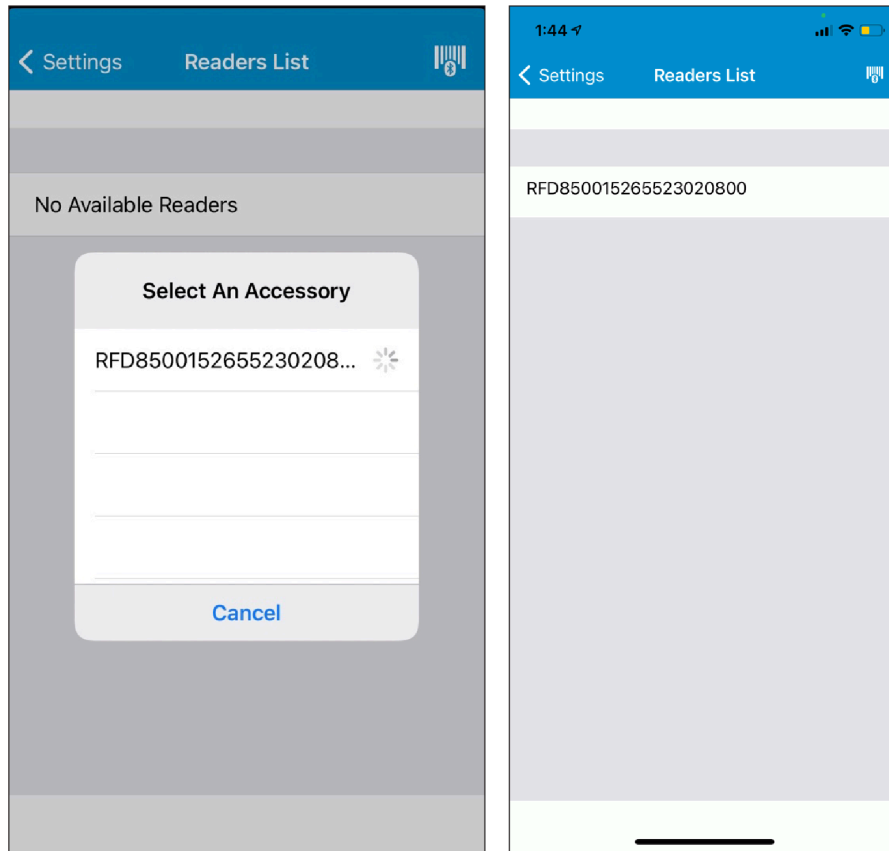 Settings Readers List
No Available Readers
Select An Accessory
RFD8500152655230208...
Cancel
1:44
Settings Readers List
RFD850015265523020800